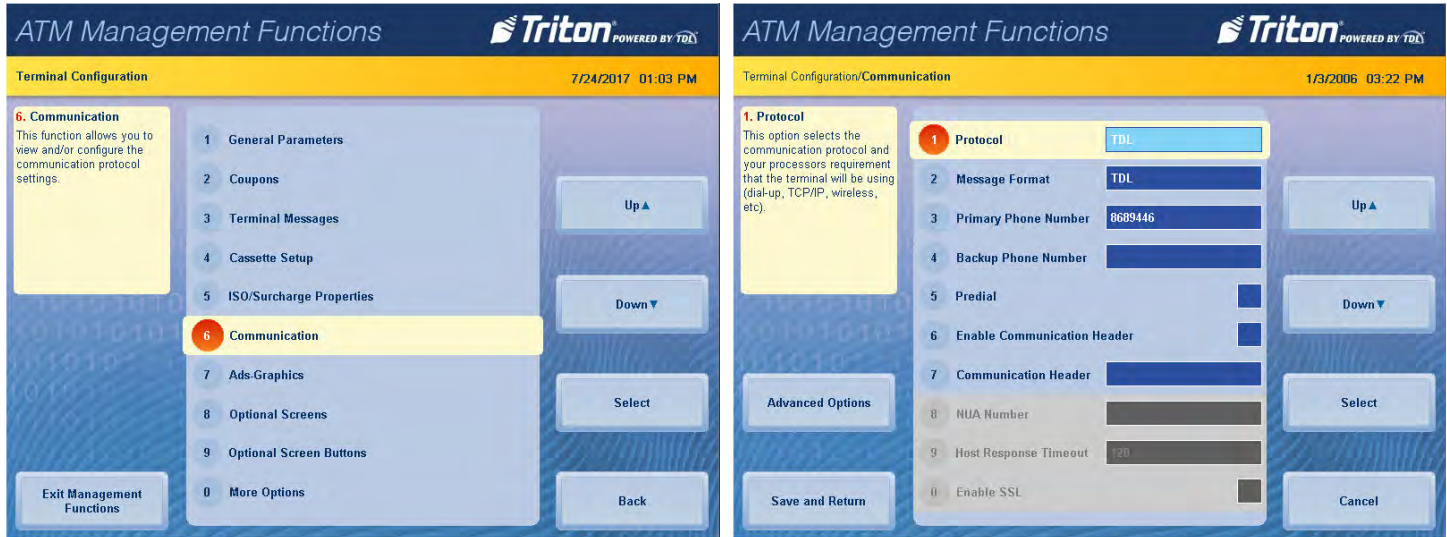 ATM Management Functions
Triton POWERED BY TDL
Terminal Configuration
7/24/2017 01:03 PM
6. Communication
This function allows you to
view and/or configure the
communication protocol
settings.
1 General Parameters
2 Coupons
3 Terminal Messages
4 Cassette Setup
5 ISO/Surcharge Properties
6 Communication
7 Ads-Graphics
8 Optional Screens
9 Optional Screen Buttons
0 More Options
Up▲
Down▼
Select
Back
Exit Management
Functions
ATM Management Functions
Triton POWERED BY TDL
Terminal Configuration/Communication
1/3/2006 03:22 PM
1. Protocol
This option selects the
communication protocol and
your processors requirement
that the terminal will be using
(dial-up, TCP/IP, wireless,
etc).
1 Protocol TDL
2 Message Format TDL
3 Primary Phone Number 8689446
4 Backup Phone Number
5 Predial
6 Enable Communication Header
7 Communication Header
8 NUA Number
9 Host Response Timeout 120
0 Enable SSL
Up▲
Down▼
Select
Cancel
Advanced Options
Save and Return